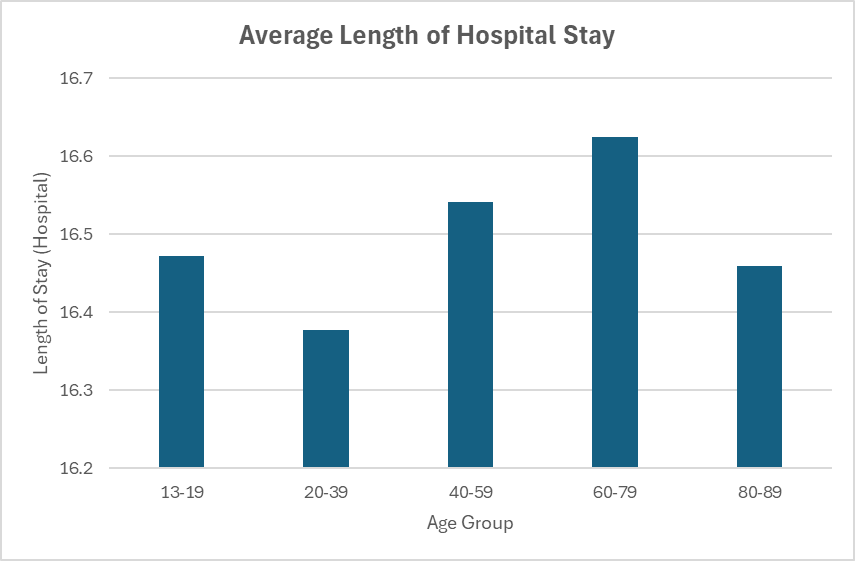 Average Length of Hospital Stay
16.7
16.6
16.5
16.4
16.3
16.2
Length of Stay (Hospital)
13-19 20-39 40-59 60-79 80-89
Age Group